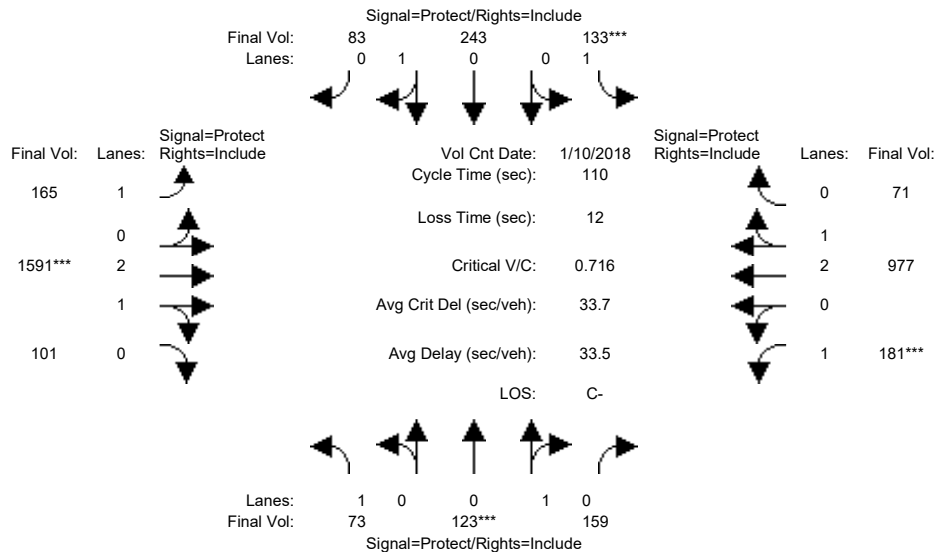 Signal=Protect/Rights=Include
Final Vol: 83 243 133***
Lanes: 0 1 0 0 1
Signal=Protect
Final Vol: Lanes: Rights=Include
Vol Cnt Date: 1/10/2018
Signal=Protect
Rights=Include Lanes: Final Vol:
Cycle Time (sec): 110
165 1
0 71
Loss Time (sec): 12
0
1
1591*** 2
Critical V/C: 0.716
2 977
1
Avg Crit Del (sec/veh): 33.7
0
101 0
Avg Delay (sec/veh): 33.5
1 181***
LOS: C-
Lanes: 1 0 0 1 0
Final Vol: 73 123*** 159
Signal=Protect/Rights=Include